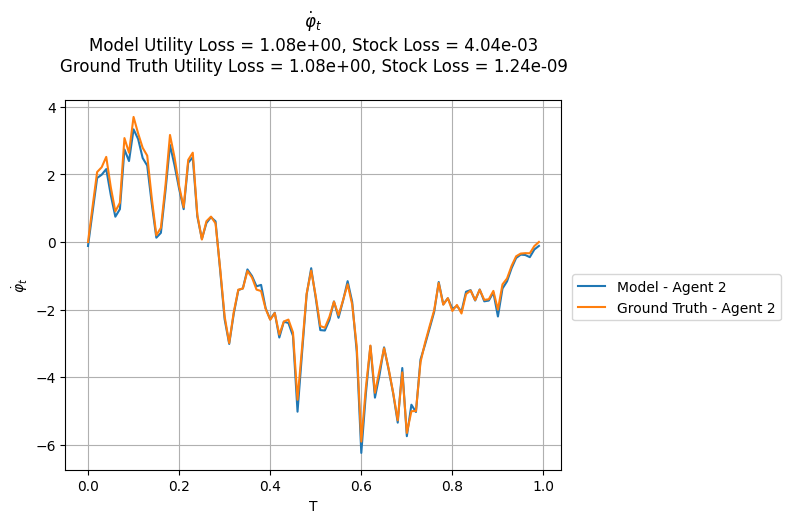 φ̇ₜ
Model Utility Loss = 1.08e+00, Stock Loss = 4.04e-03
Ground Truth Utility Loss = 1.08e+00, Stock Loss = 1.24e-09
4
2
0
−2
−4
−6
φ̇ₜ
0.0 0.2 0.4 0.6 0.8 1.0
T
Model - Agent 2
Ground Truth - Agent 2